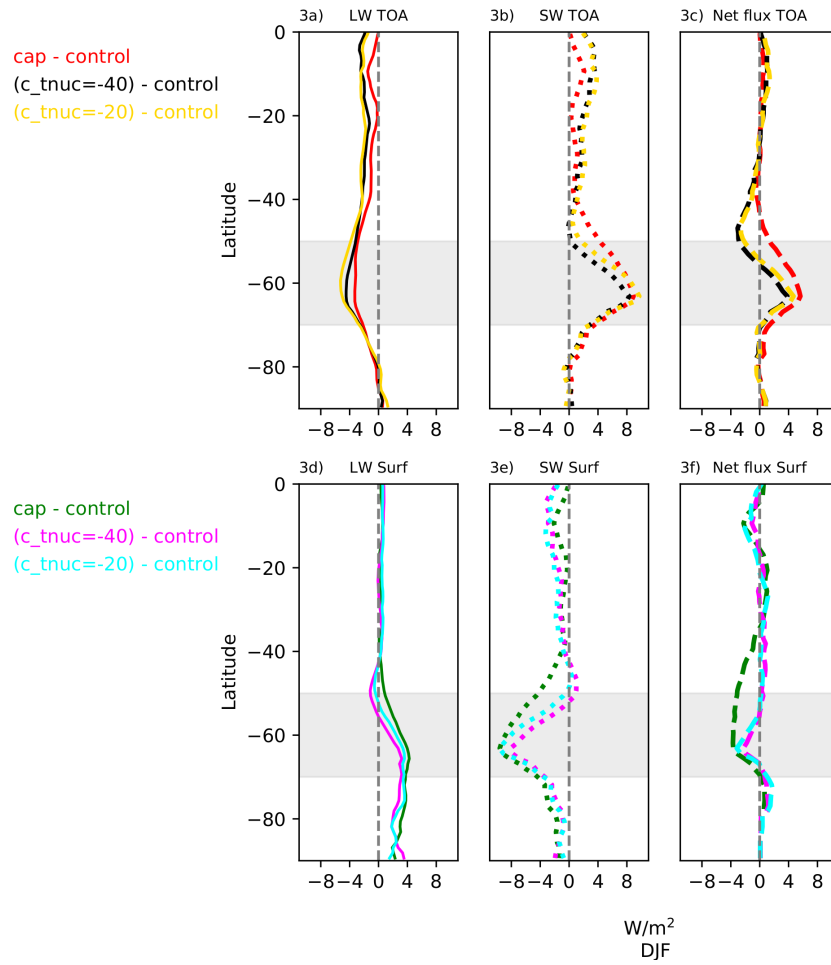 3a) LW TOA 3b) SW TOA 3c) Net flux TOA
cap - control
(c_tnuc=-40) - control
(c_tnuc=-20) - control
Latitude
0
−20
−40
−60
−80
−8 −4 0 4 8 −8 −4 0 4 8 −8 −4 0 4 8
3d) LW Surf 3e) SW Surf 3f) Net flux Surf
cap - control
(c_tnuc=-40) - control
(c_tnuc=-20) - control
Latitude
0
−20
−40
−60
−80
−8 −4 0 4 8 −8 −4 0 4 8 −8 −4 0 4 8
W/m²
DJF